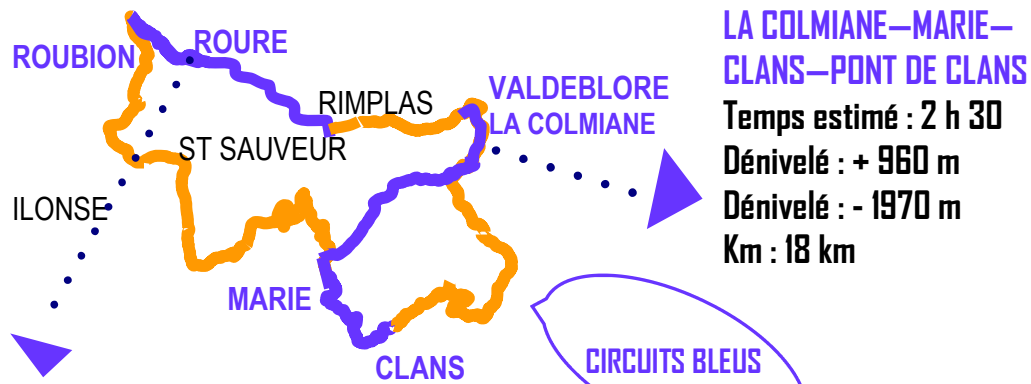 ROUBION
ROURE
RIMPLAS
VALDEBLORE
LA COLMIANE
ST SAUVEUR
ILONSE
MARIE
CLANS
LA COLMIANE–MARIE–
CLANS–PONT DE CLANS
Temps estimé : 2 h 30
Dénivelé : + 960 m
Dénivelé : - 1970 m
Km : 18 km
CIRCUITS BLEUS